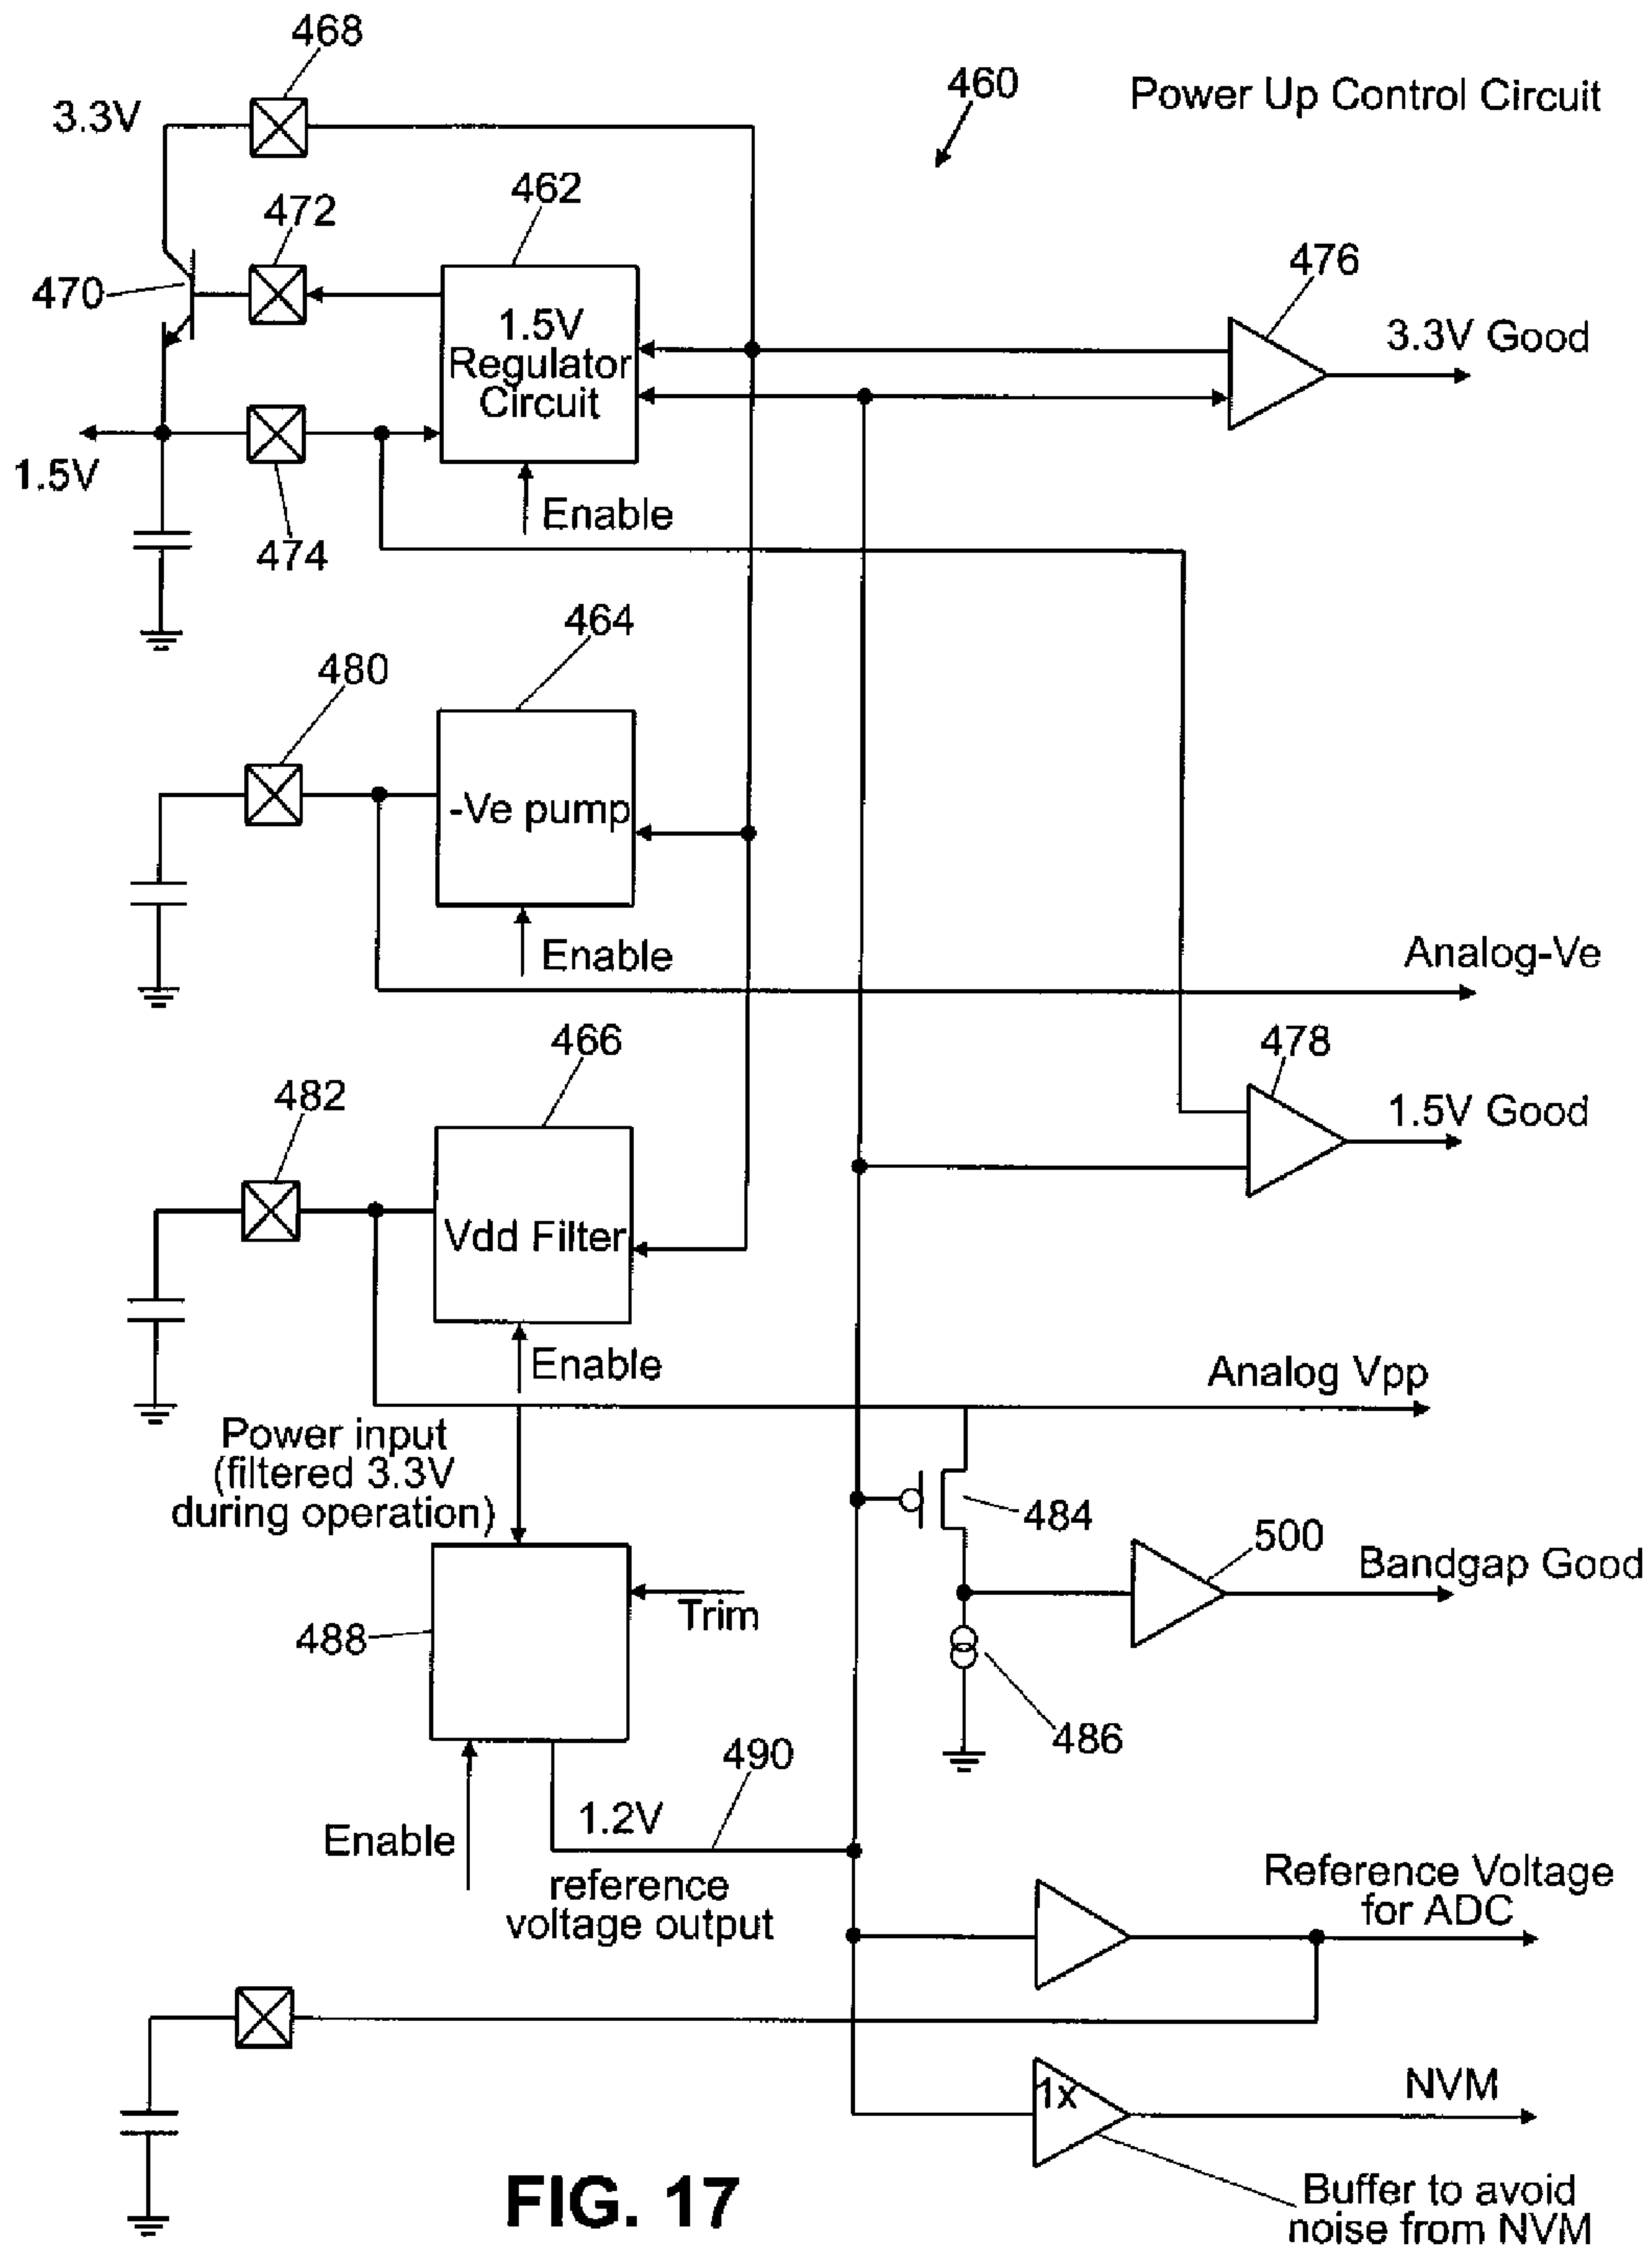 468
3.3V
460
Power Up Control Circuit
472
462
470
476
1.5V
Regulator
Circuit
3.3V Good
1.5V
474
Enable
464
480
-Ve pump
Enable
Analog-Ve
466
478
482
1.5V Good
Vdd Filter
Enable
Analog Vpp
Power input
(filtered 3.3V
during operation)
484
500
Bandgap Good
Trim
488
486
490
1.2V
Enable
reference
voltage output
Reference Voltage
for ADC
1x
NVM
FIG. 17
Buffer to avoid
noise from NVM